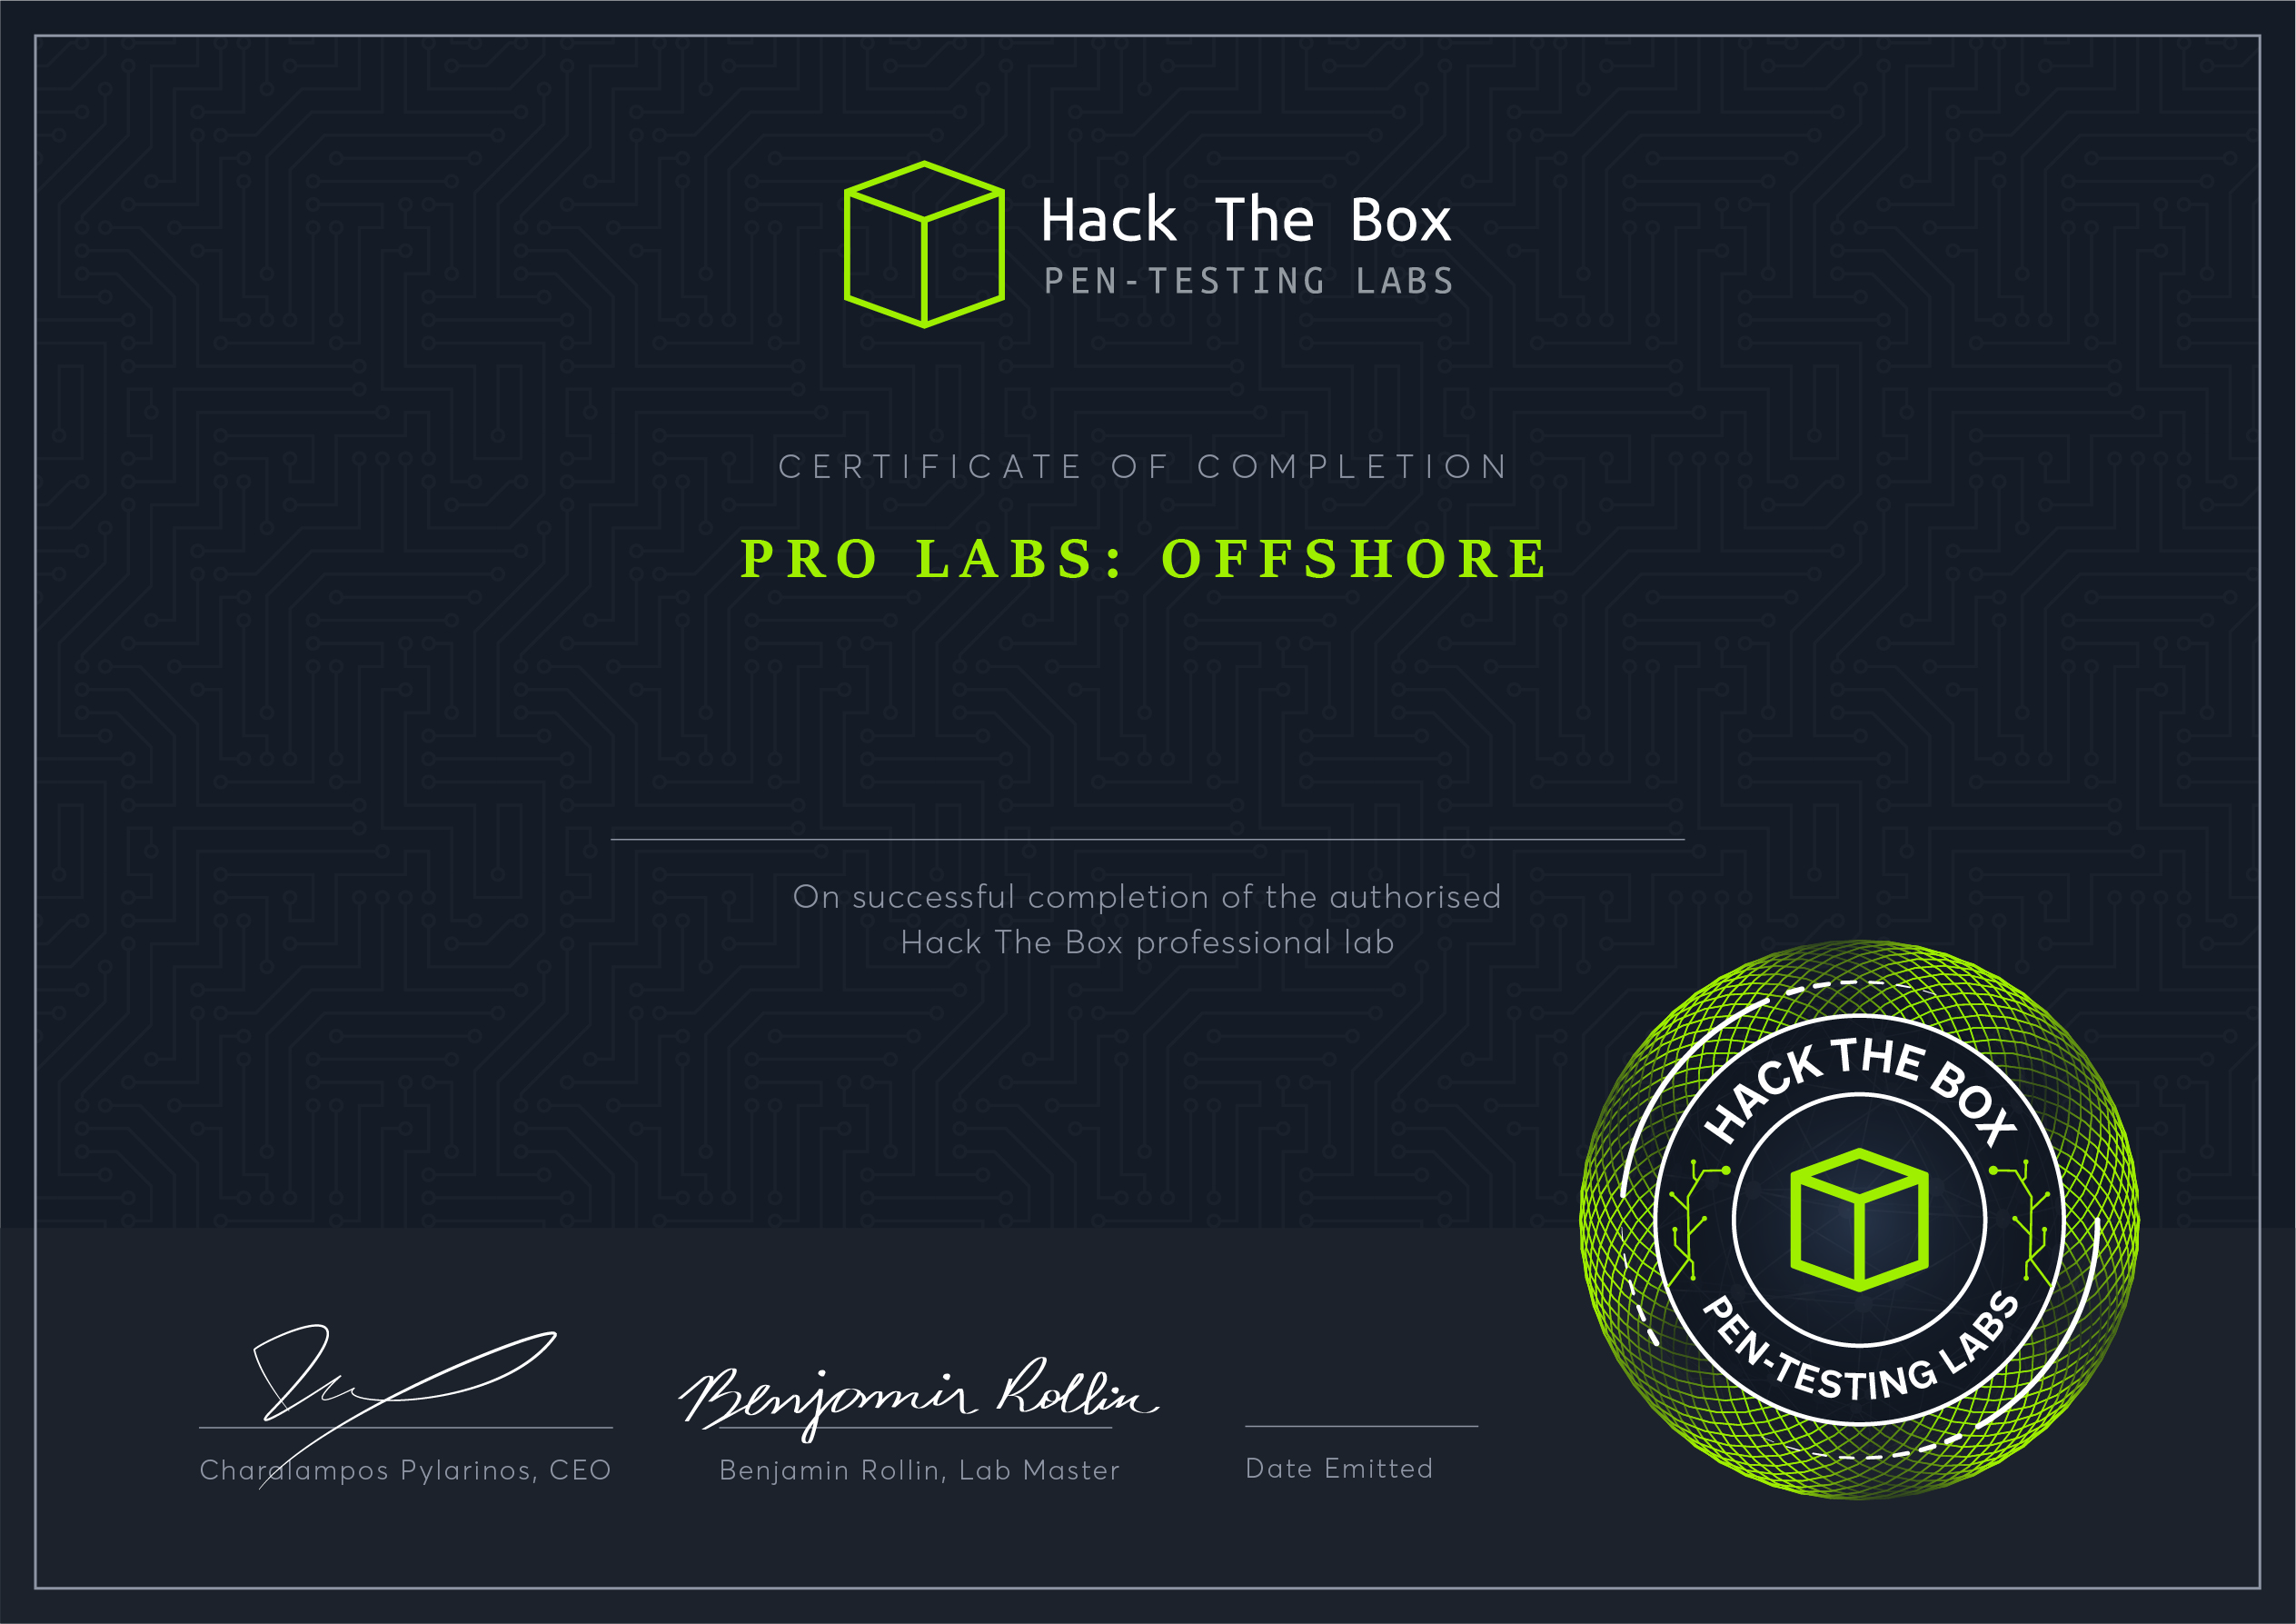 Hack The Box
PEN-TESTING LABS
CERTIFICATE OF COMPLETION
PRO LABS: OFFSHORE
On successful completion of the authorised
Hack The Box professional lab
HACK THE BOX
PEN-TESTING LABS
Benjamin Rollin
Charalampos Pylarinos, CEO
Benjamin Rollin, Lab Master
Date Emitted